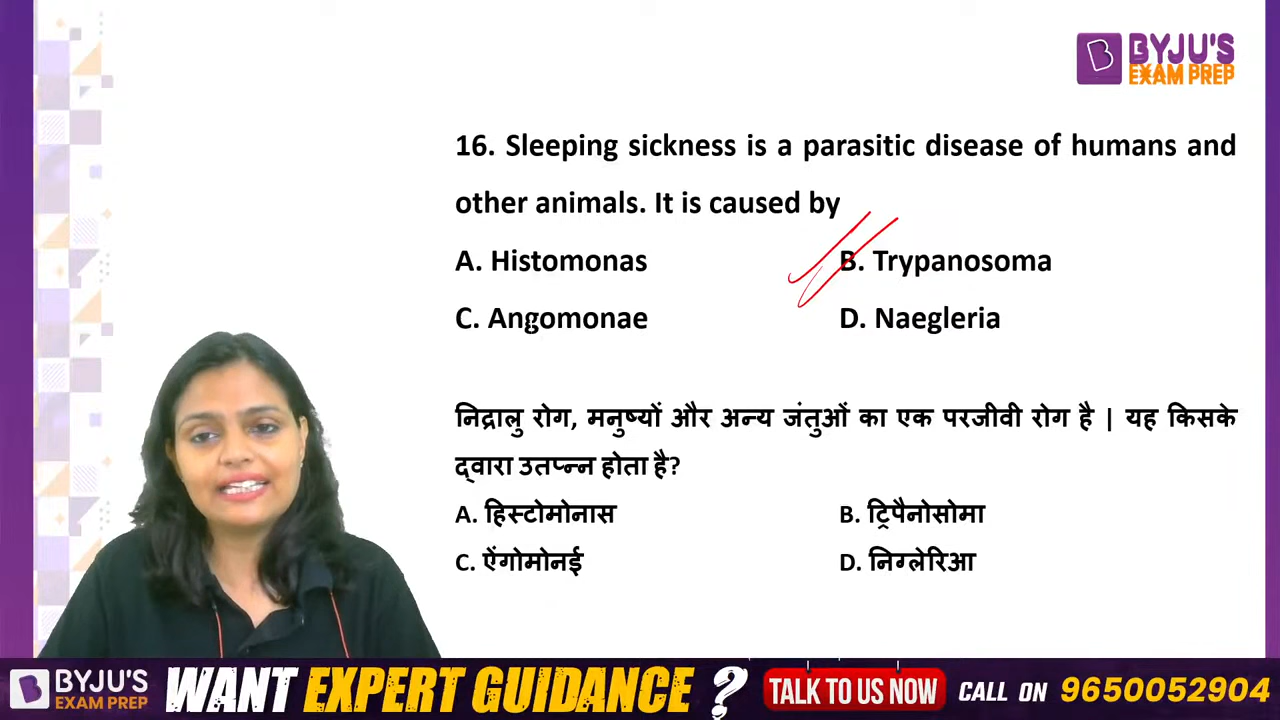 BYJU'S
EXAM PREP
16. Sleeping sickness is a parasitic disease of humans and
other animals. It is caused by
A. Histomonas B. Trypanosoma
C. Angomonae D. Naegleria
निद्रालु रोग, मनुष्यों और अन्य जंतुओं का एक परजीवी रोग है | यह किसके
द्वारा उतप्न्न होता है?
A. हिस्टोमोनास B. ट्रिपैनोसोमा
C. ऐंगोमोनई D. निग्लेरिआ
BYJU'S
EXAM PREP
WANT EXPERT GUIDANCE ? TALK TO US NOW CALL ON 9650052904